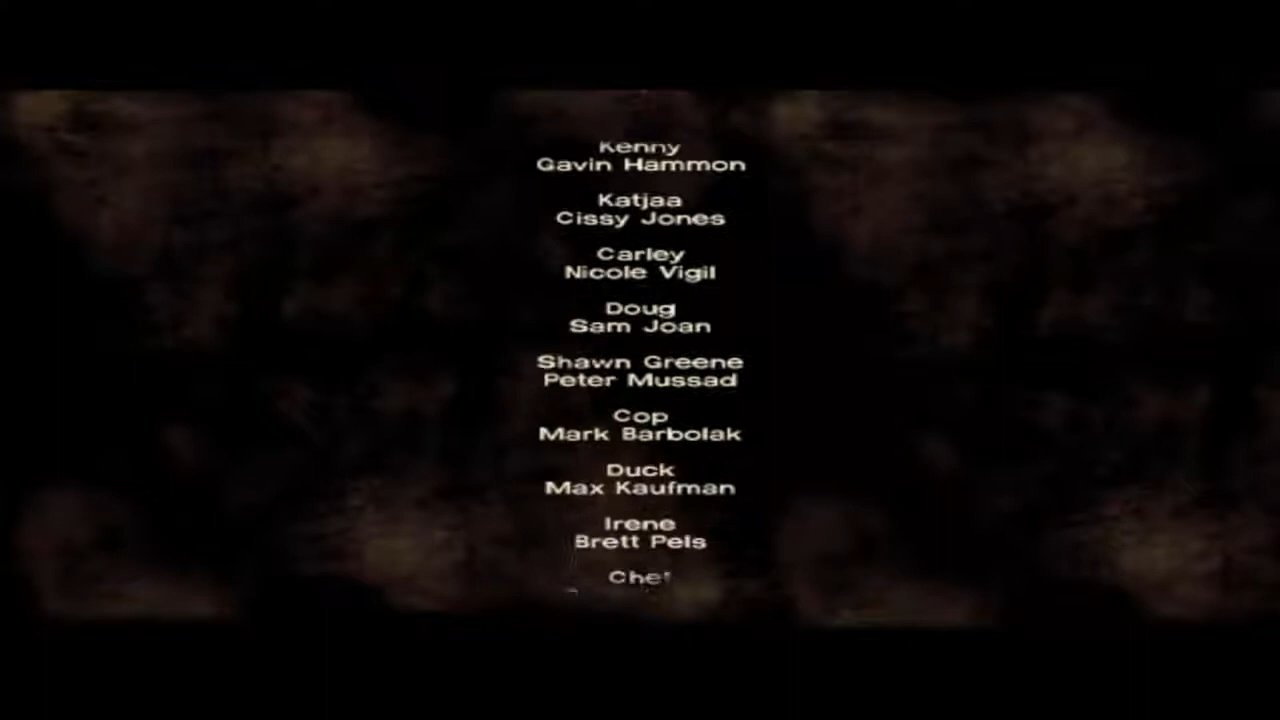 Kenny
Gavin Hammon
Katjaa
Cissy Jones
Carley
Nicole Vigil
Doug
Sam Joan
Shawn Greene
Peter Mussad
Cop
Mark Barbolak
Duck
Max Kaufman
Irene
Brett Pels